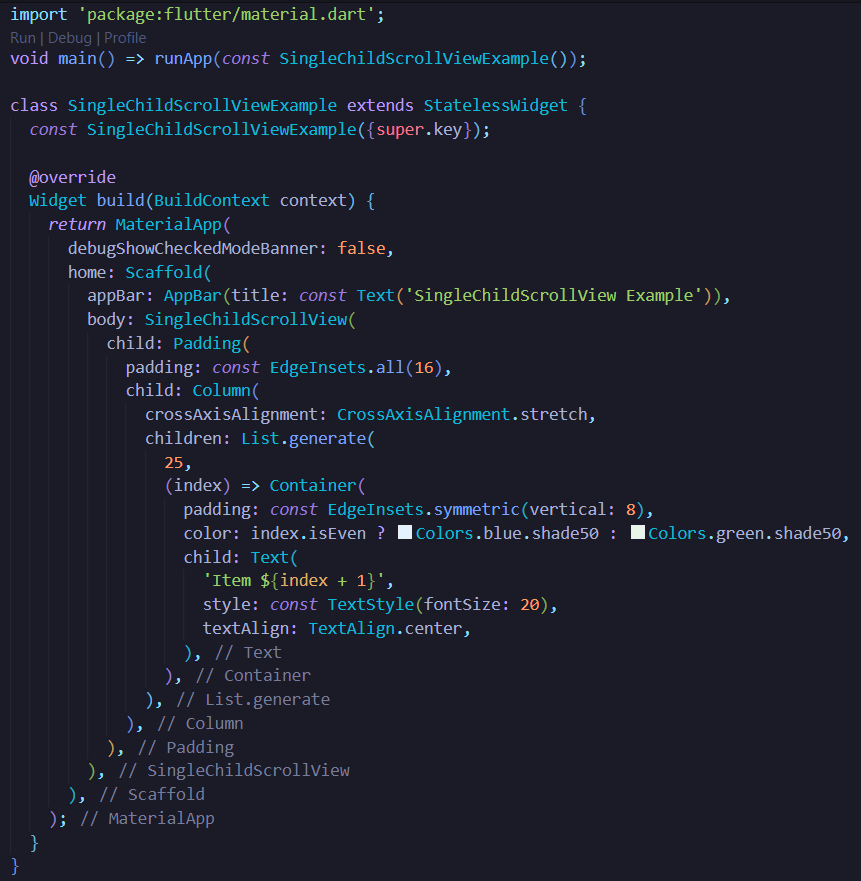 import 'package:flutter/material.dart';
Run | Debug | Profile
void main() => runApp(const SingleChildScrollViewExample());

class SingleChildScrollViewExample extends StatelessWidget {
  const SingleChildScrollViewExample({super.key});

  @override
  Widget build(BuildContext context) {
    return MaterialApp(
      debugShowCheckedModeBanner: false,
      home: Scaffold(
        appBar: AppBar(title: const Text('SingleChildScrollView Example')),
        body: SingleChildScrollView(
          child: Padding(
            padding: const EdgeInsets.all(16),
            child: Column(
              crossAxisAlignment: CrossAxisAlignment.stretch,
              children: List.generate(
                25,
                (index) => Container(
                  padding: const EdgeInsets.symmetric(vertical: 8),
                  color: index.isEven ? Colors.blue.shade50 : Colors.green.shade50,
                  child: Text(
                    'Item ${index + 1}',
                    style: const TextStyle(fontSize: 20),
                    textAlign: TextAlign.center,
                  ), // Text
                ), // Container
              ), // List.generate
            ), // Column
          ), // Padding
        ), // SingleChildScrollView
      ), // Scaffold
    ); // MaterialApp
  }
}